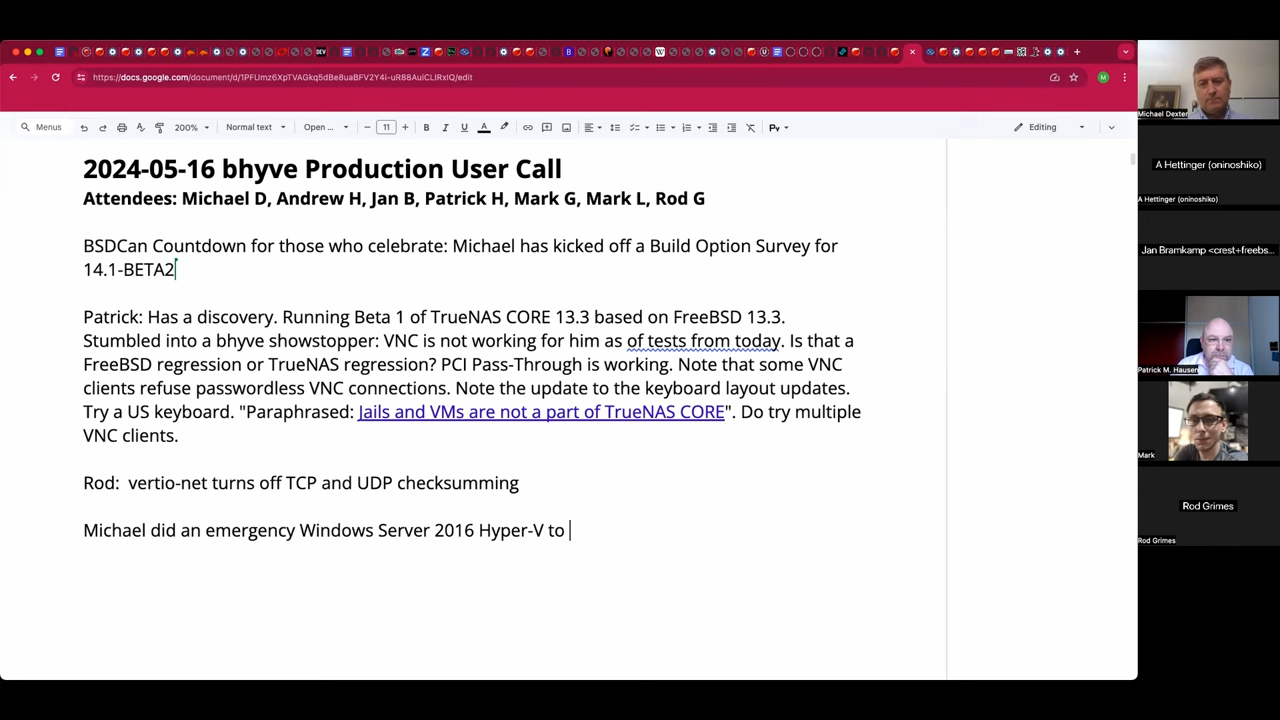 DEV
https://docs.google.com/document/d/1PFUmz6XpTVAGkq5dBe8uaBFV2Y4i-uR88AuiCLIRxIQ/edit
M
Menus
200%
Normal text
Open ...
11
Editing
2024-05-16 bhyve Production User Call
Attendees: Michael D, Andrew H, Jan B, Patrick H, Mark G, Mark L, Rod G
BSDCan Countdown for those who celebrate: Michael has kicked off a Build Option Survey for
14.1-BETA2
Patrick: Has a discovery. Running Beta 1 of TrueNAS CORE 13.3 based on FreeBSD 13.3.
Stumbled into a bhyve showstopper: VNC is not working for him as of tests from today. Is that a
FreeBSD regression or TrueNAS regression? PCI Pass-Through is working. Note that some VNC
clients refuse passwordless VNC connections. Note the update to the keyboard layout updates.
Try a US keyboard. "Paraphrased: Jails and VMs are not a part of TrueNAS CORE". Do try multiple
VNC clients.
Rod: vertio-net turns off TCP and UDP checksumming
Michael did an emergency Windows Server 2016 Hyper-V to
Michael Dexter
A Hettinger (oninoshiko)
A Hettinger (oninoshiko)
Jan Bramkamp <crest+freebs...
Patrick M. Hausen
Mark
Rod Grimes
Rod Grimes